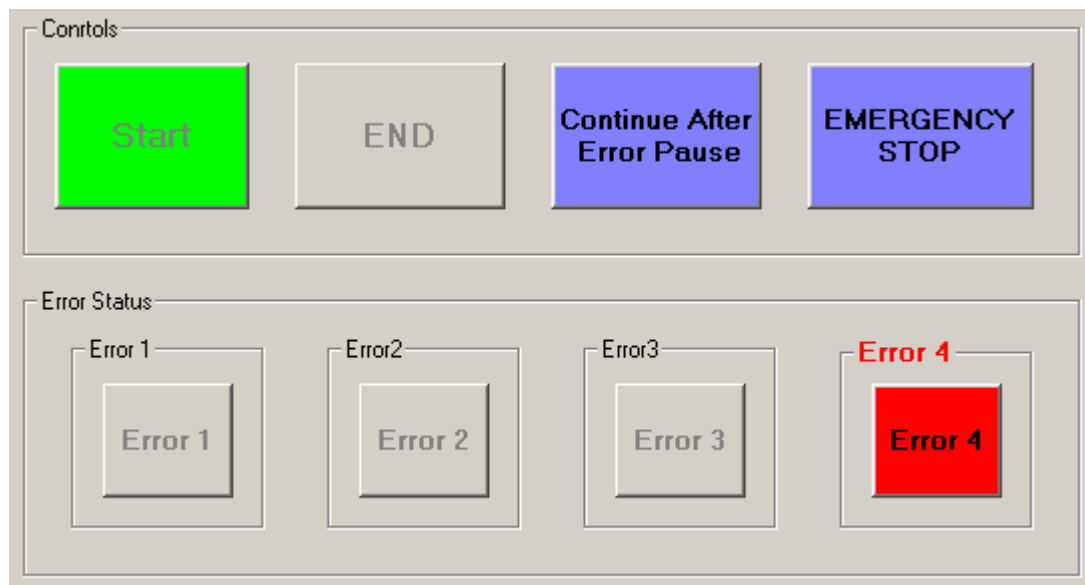 Conrtols
Start
END
Continue After
Error Pause
EMERGENCY
STOP
Error Status
Error 1
Error2
Error3
Error 4
Error 1
Error 2
Error 3
Error 4